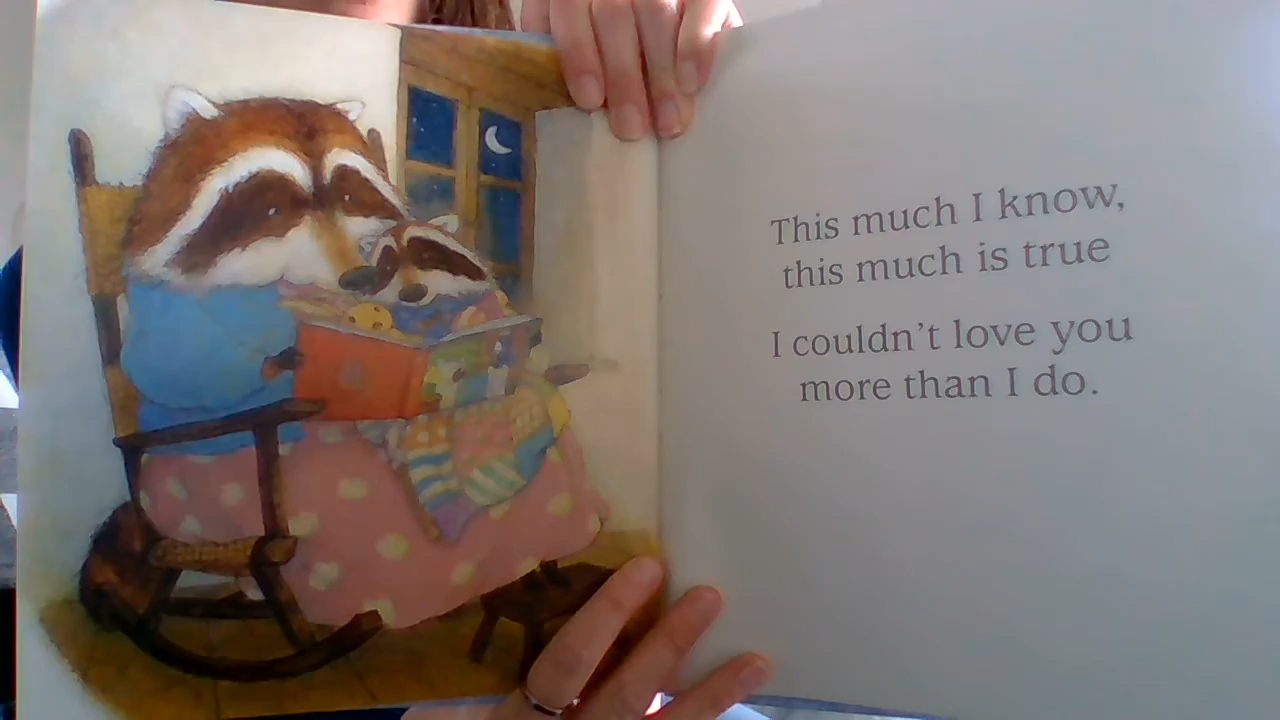 This much I know,
this much is true
I couldn't love you
more than I do.